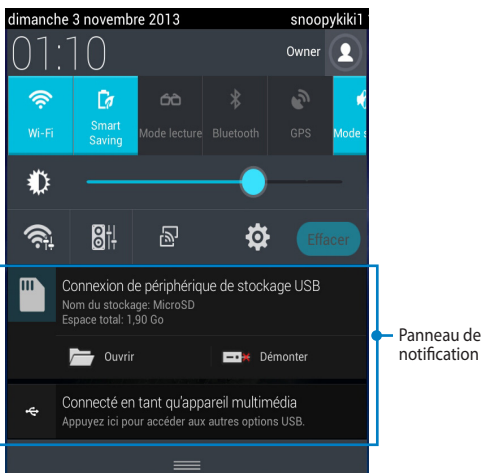 dimanche 3 novembre 2013 snoopykiki1
01:10 Owner
Wi-Fi Smart Saving Mode lecture Bluetooth GPS Mode
Effacer
Connexion de périphérique de stockage USB
Nom du stockage: MicroSD
Espace total: 1,90 Go
Ouvrir Démonter
Connecté en tant qu'appareil multimédia
Appuyez ici pour accéder aux autres options USB.
Panneau de
notification